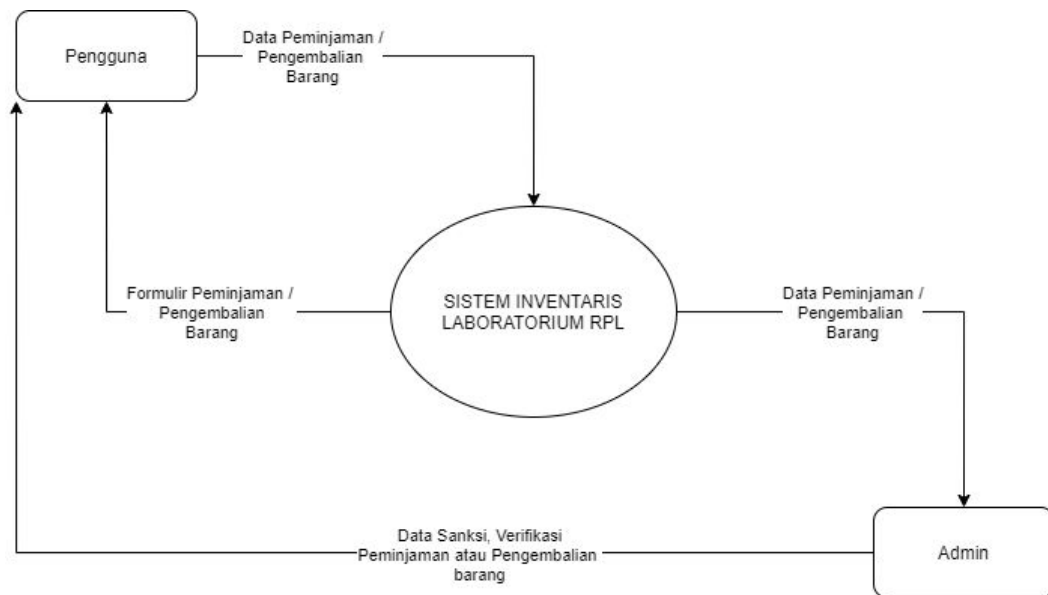 Pengguna
Data Peminjaman /
Pengembalian
Barang
Formulir Peminjaman /
Pengembalian
Barang
SISTEM INVENTARIS
LABORATORIUM RPL
Data Peminjaman /
Pengembalian
Barang
Data Sanksi, Verifikasi
Peminjaman atau Pengembalian
barang
Admin